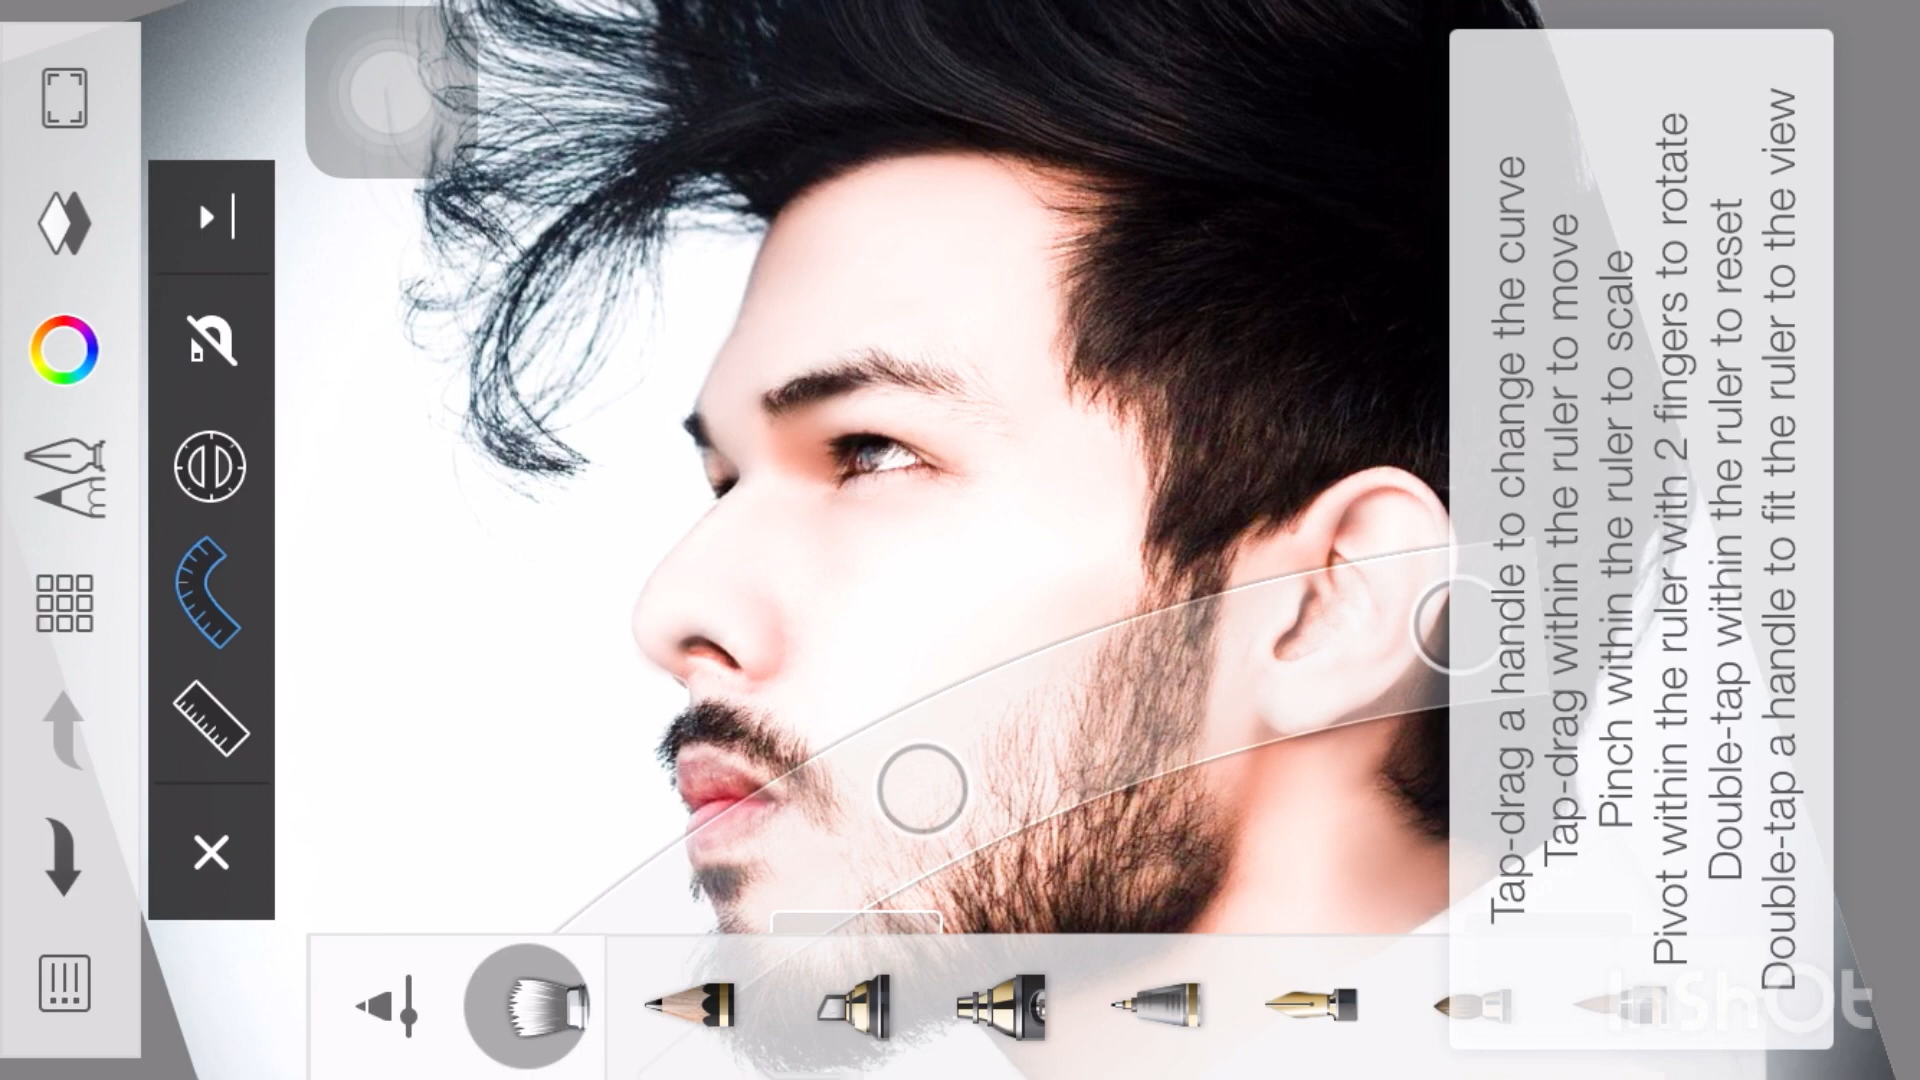 Tap-drag a handle to change the curve
Tap-drag within the ruler to move
Pinch within the ruler to scale
Pivot within the ruler with 2 fingers to rotate
Double-tap within the ruler to reset
Double-tap a handle to fit the ruler to the view
InShOt